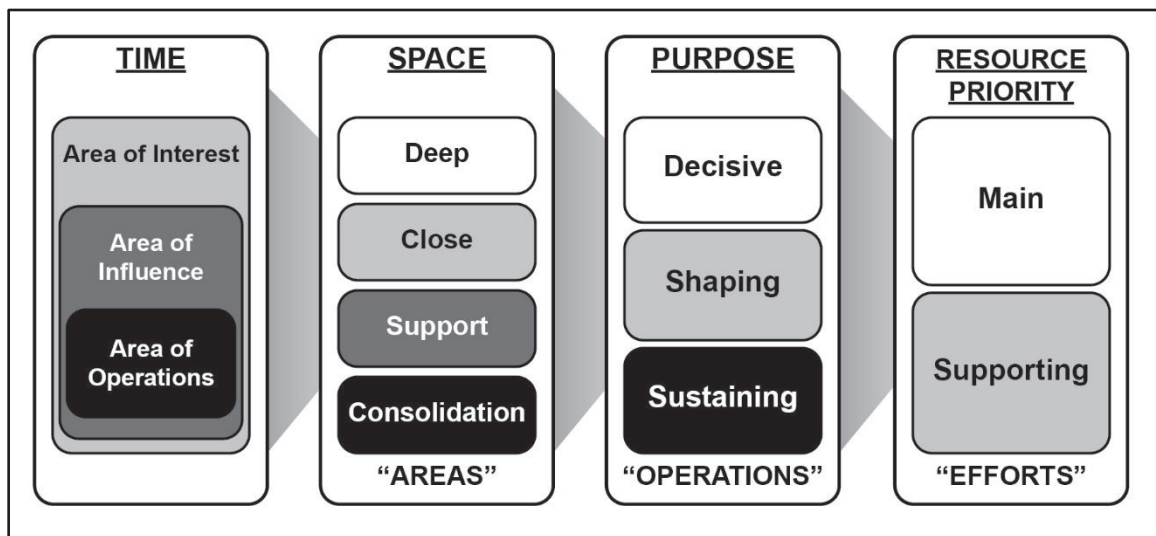 TIME
Area of Interest
Area of
Influence
Area of
Operations
SPACE
Deep
Close
Support
Consolidation
“AREAS”
PURPOSE
Decisive
Shaping
Sustaining
“OPERATIONS”
RESOURCE
PRIORITY
Main
Supporting
“EFFORTS”